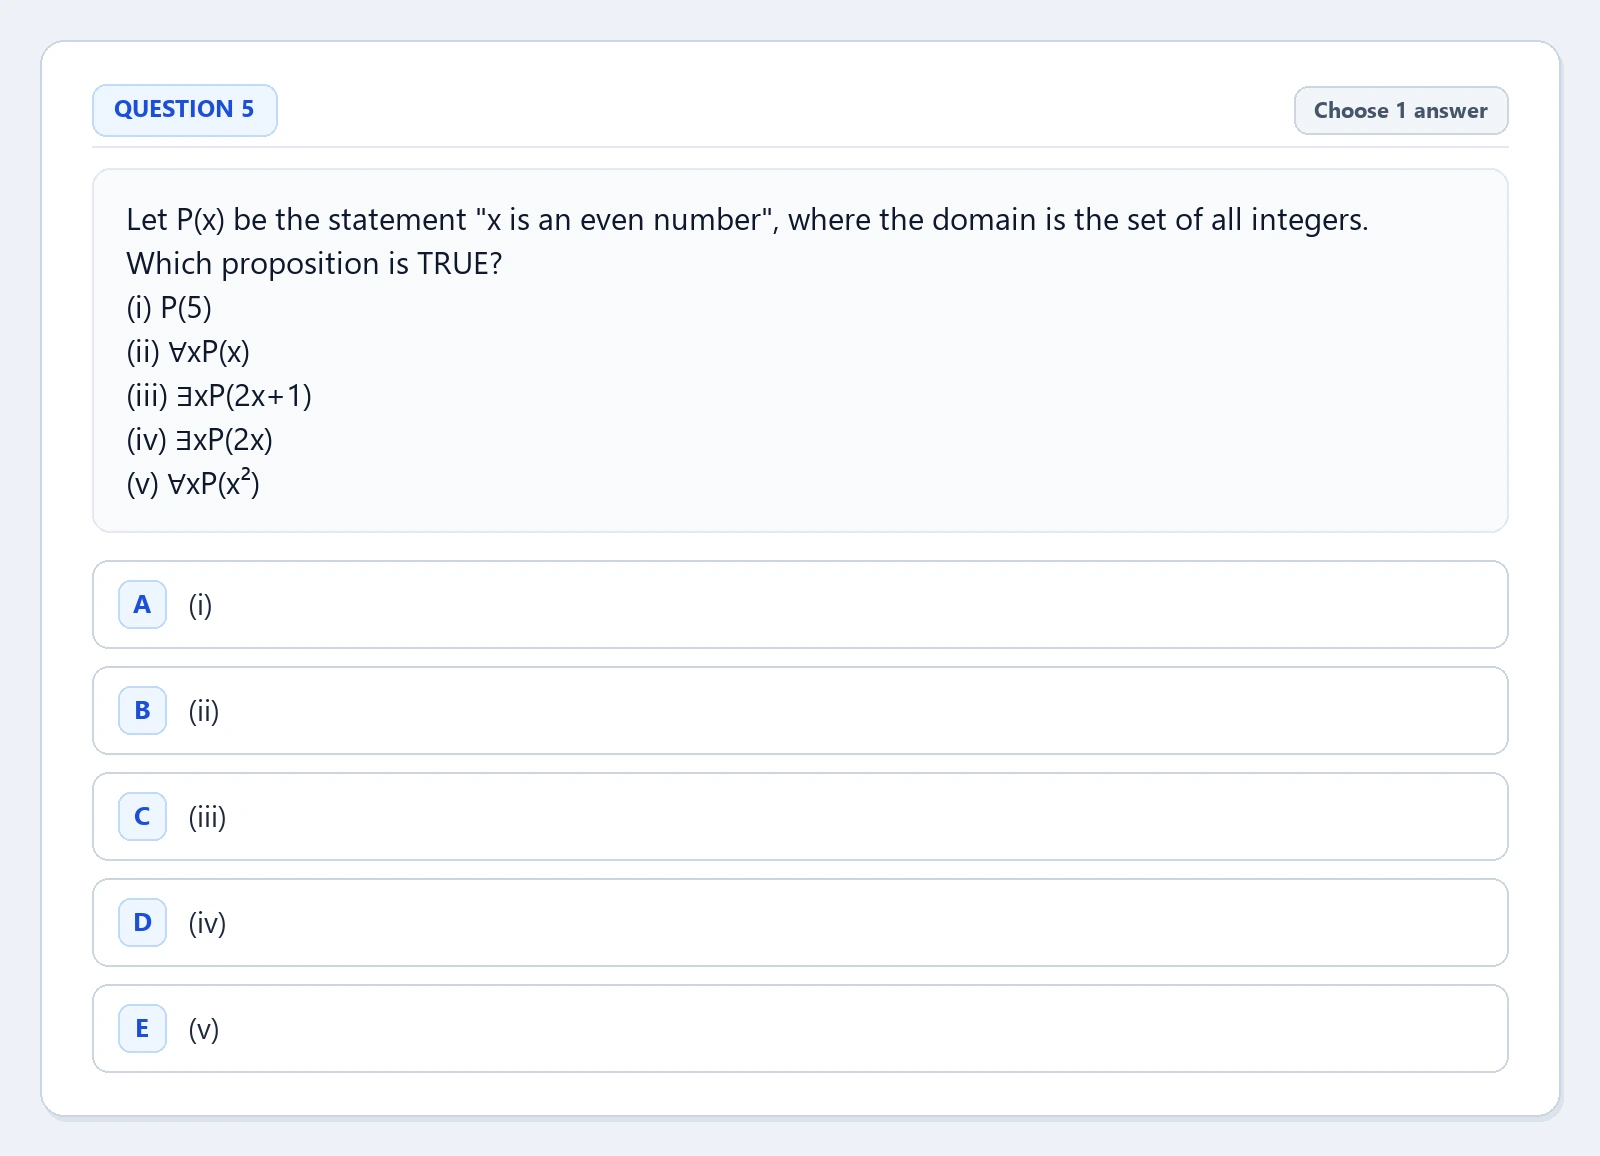 QUESTION 5
Choose 1 answer
Let P(x) be the statement "x is an even number", where the domain is the set of all integers.
Which proposition is TRUE?
(i) P(5)
(ii) ∀xP(x)
(iii) ∃xP(2x+1)
(iv) ∃xP(2x)
(v) ∀xP(x²)
A (i)
B (ii)
C (iii)
D (iv)
E (v)